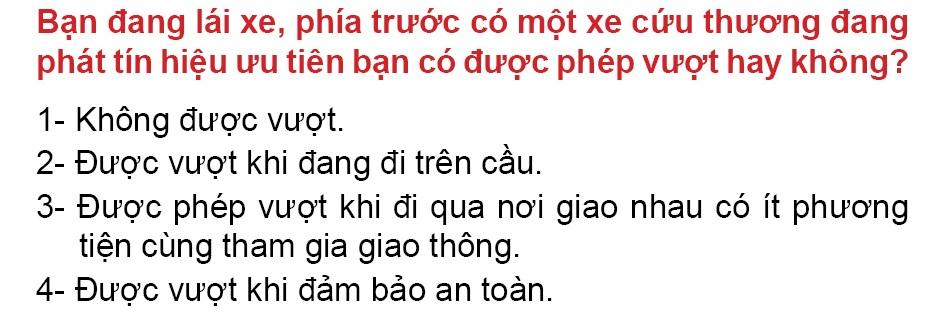 Bạn đang lái xe, phía trước có một xe cứu thương đang
phát tín hiệu ưu tiên bạn có được phép vượt hay không?
1- Không được vượt.
2- Được vượt khi đang đi trên cầu.
3- Được phép vượt khi đi qua nơi giao nhau có ít phương
tiện cùng tham gia giao thông.
4- Được vượt khi đảm bảo an toàn.